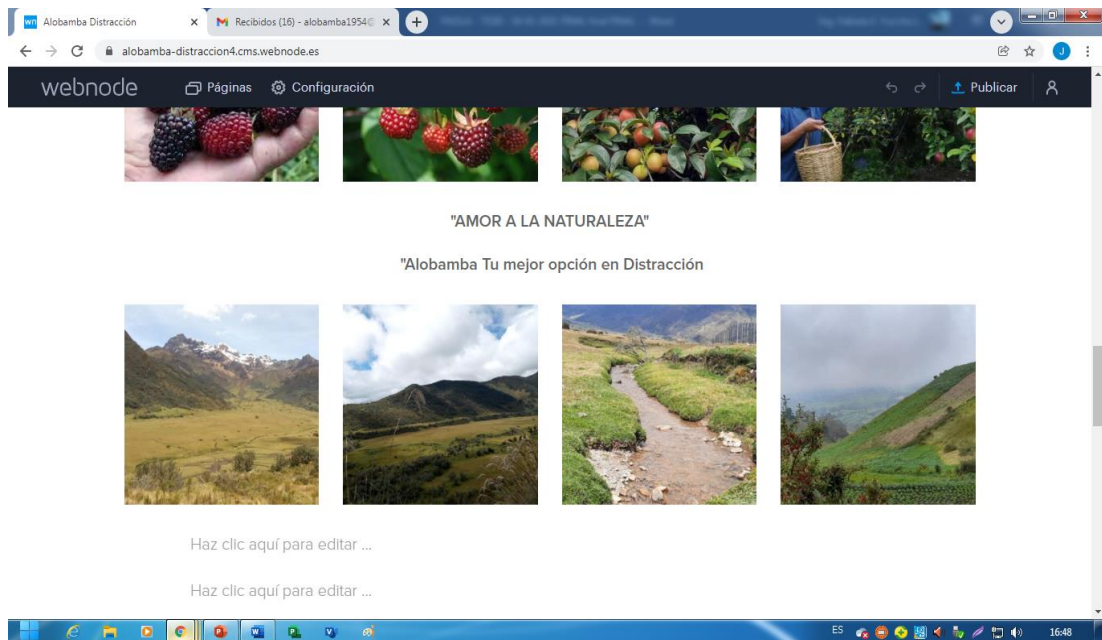 wn Alobamba Distracción
M Recibidos (16) - alobamba1954@
alobamba-distraccion4.cms.webnode.es
J
webnode Páginas Configuración Publicar
"AMOR A LA NATURALEZA"
"Alobamba Tu mejor opción en Distracción
Haz clic aquí para editar ...
Haz clic aquí para editar ...
ES 16:48